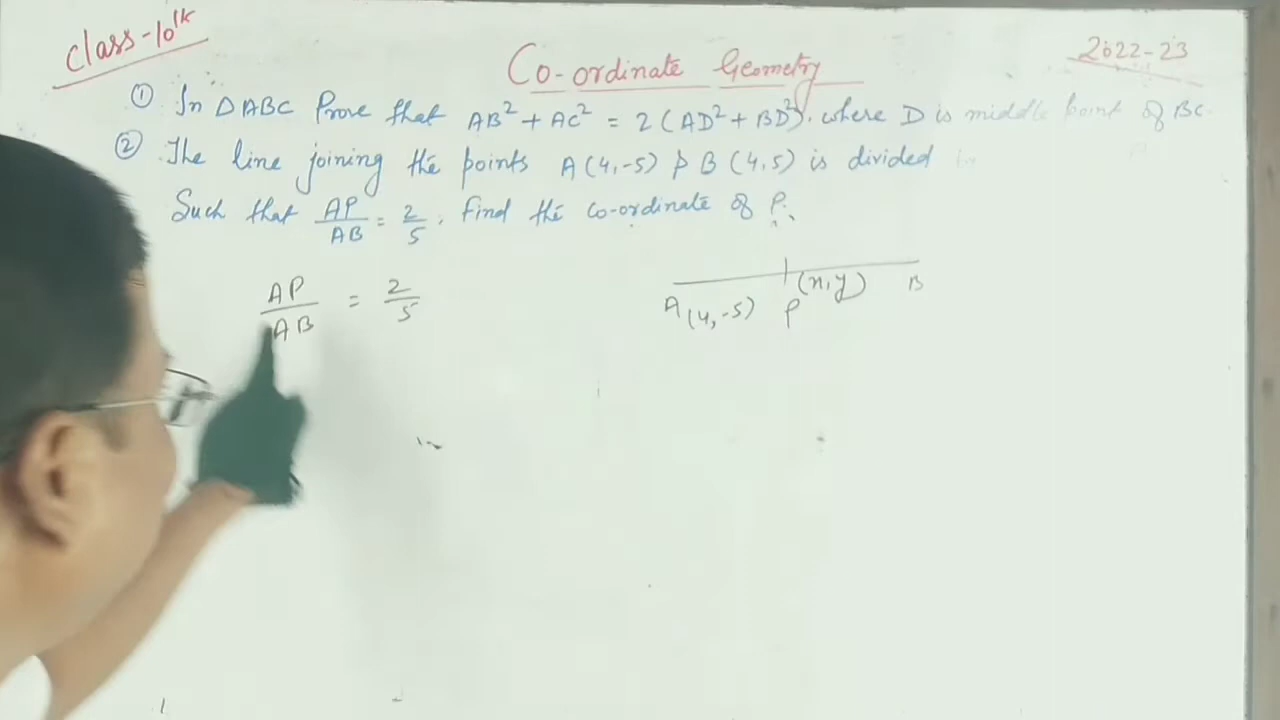 Class-10th
Co-ordinate Geometry
2022-23
① In △ABC Prove that AB² + AC² = 2(AD² + BD²). where D is middle point of BC.
② The line joining the points A(4,-5) & B(4,5) is divided
Such that AP/AB = 2/5. Find the co-ordinate of P.
AP/AB = 2/5
A(4,-5) P (x,y) B